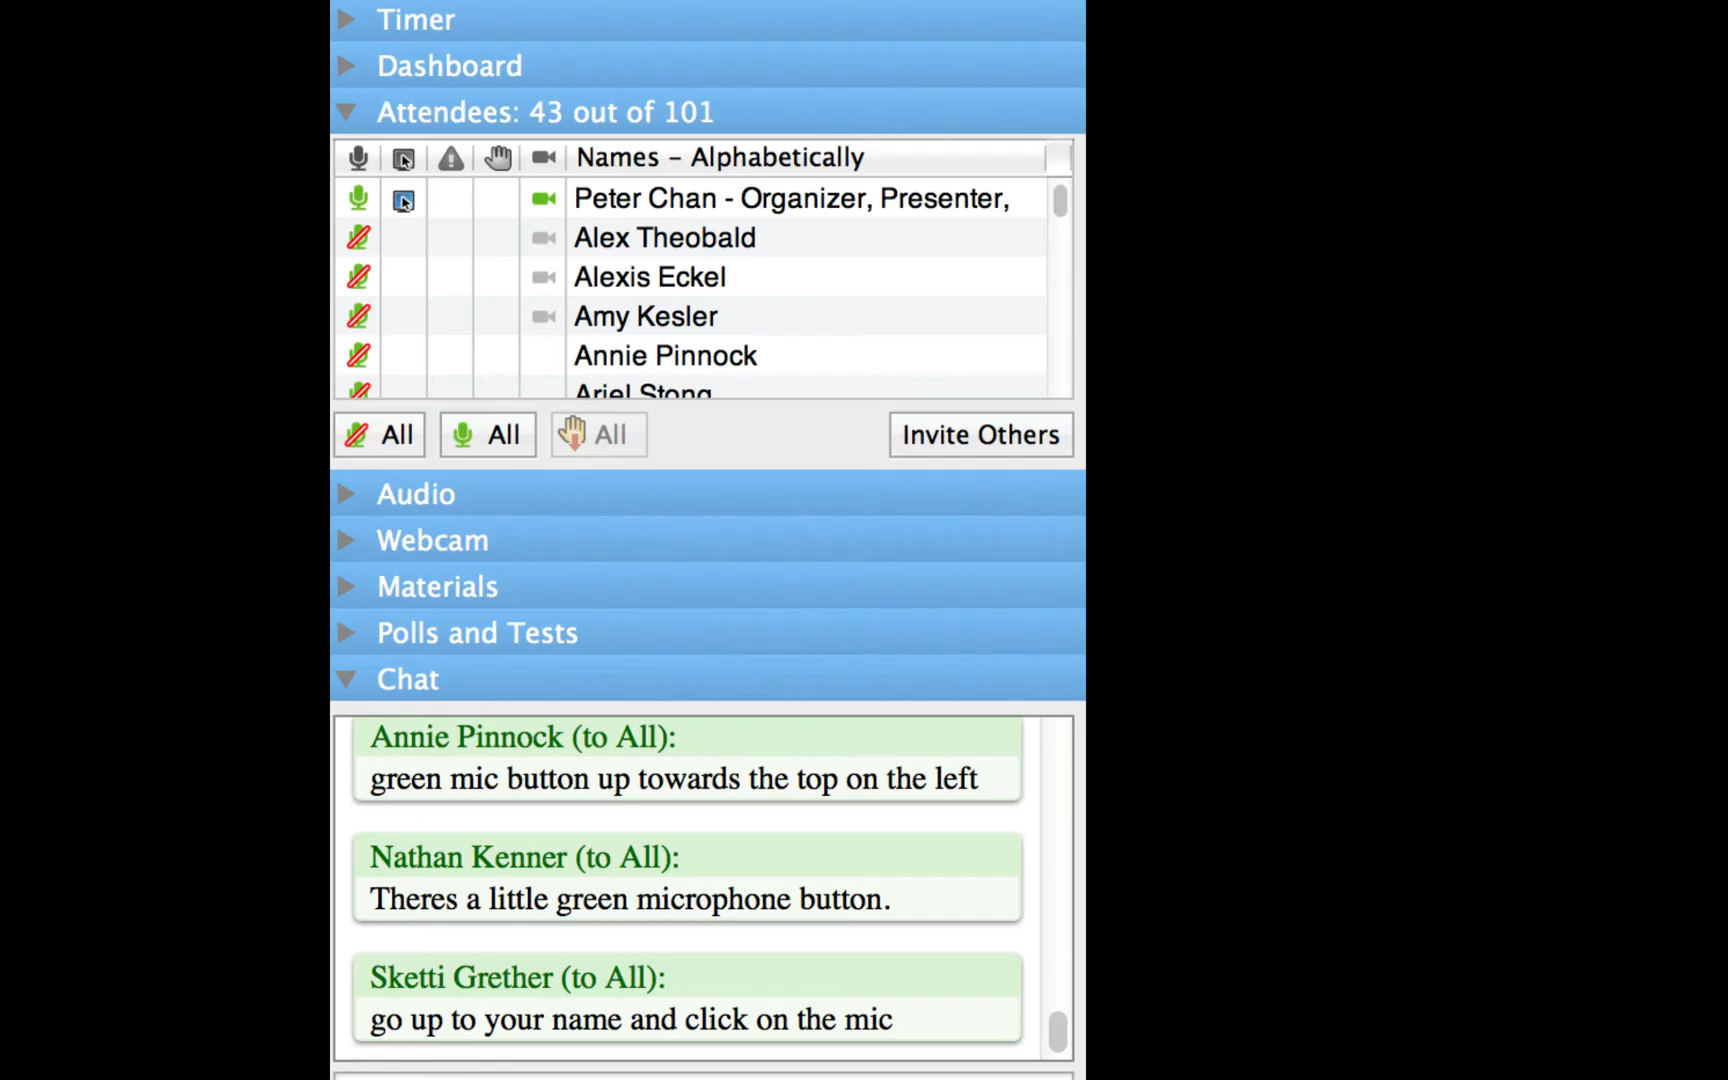 Timer
Dashboard
Attendees: 43 out of 101
Names – Alphabetically
Peter Chan - Organizer, Presenter,
Alex Theobald
Alexis Eckel
Amy Kesler
Annie Pinnock
Ariel Stong
All
All
All
Invite Others
Audio
Webcam
Materials
Polls and Tests
Chat
Annie Pinnock (to All):
green mic button up towards the top on the left
Nathan Kenner (to All):
Theres a little green microphone button.
Sketti Grether (to All):
go up to your name and click on the mic